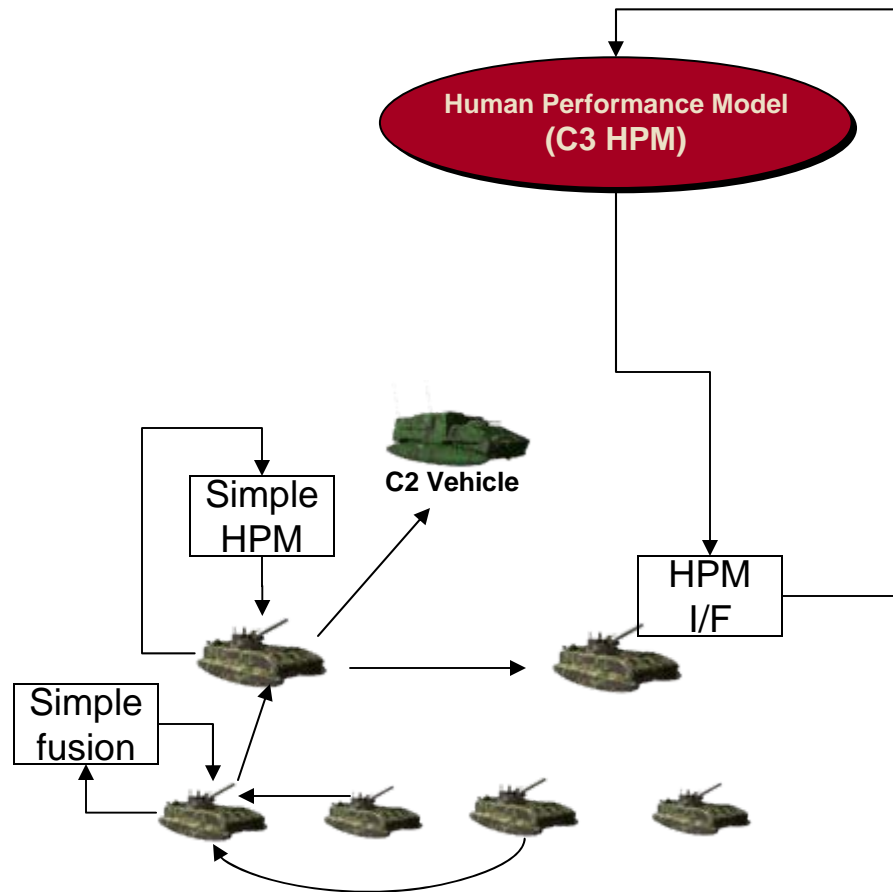 Human Performance Model
(C3 HPM)
C2 Vehicle
Simple
HPM
HPM
I/F
Simple
fusion